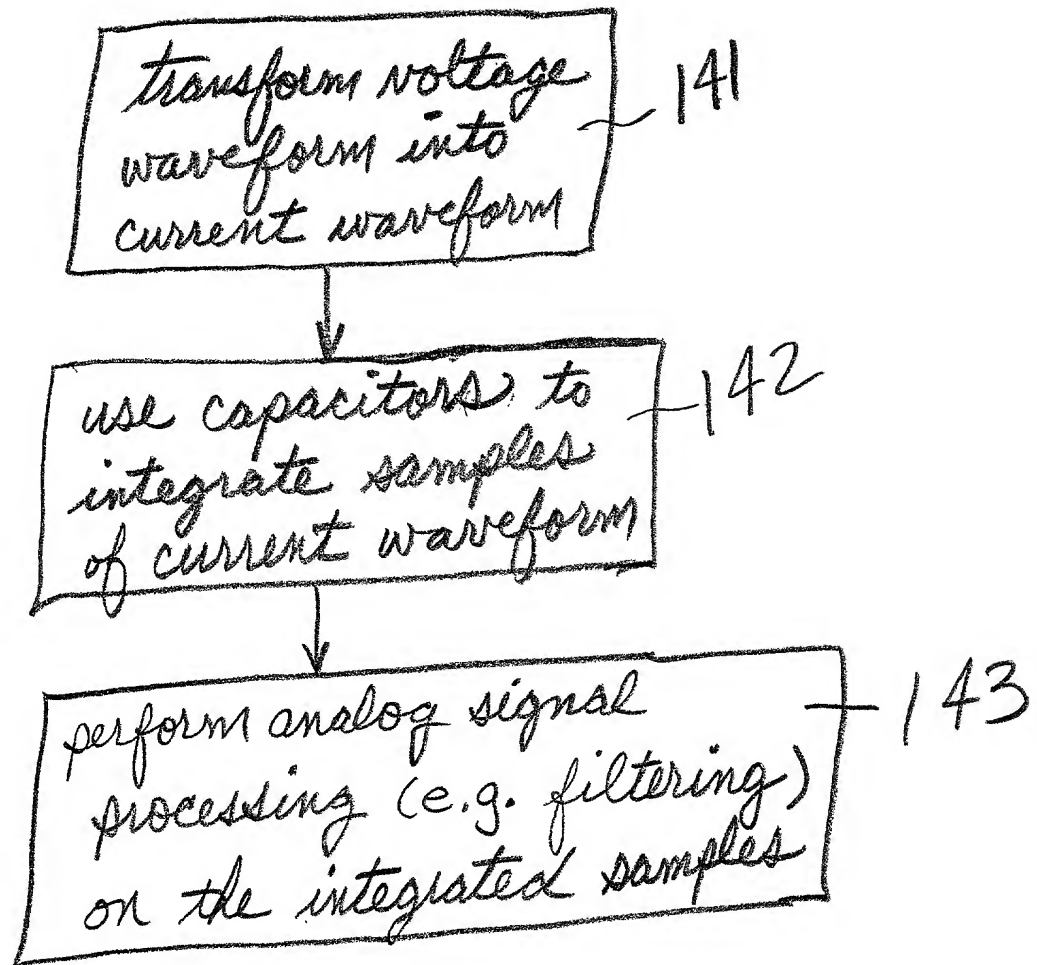 transform voltage
waveform into
current waveform
141
use capacitors to
integrate samples
of current waveform
142
perform analog signal
processing (e.g. filtering)
on the integrated samples
143